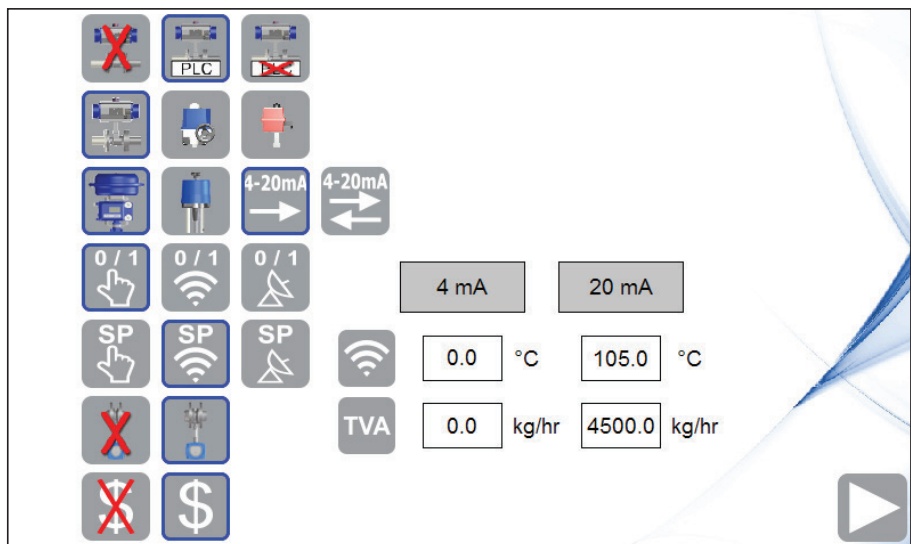 PLC
PLC
4-20mA
4-20mA
0 / 1
0 / 1
0 / 1
4 mA
20 mA
SP
SP
SP
0.0 °C
105.0 °C
TVA
0.0 kg/hr
4500.0 kg/hr
$
$